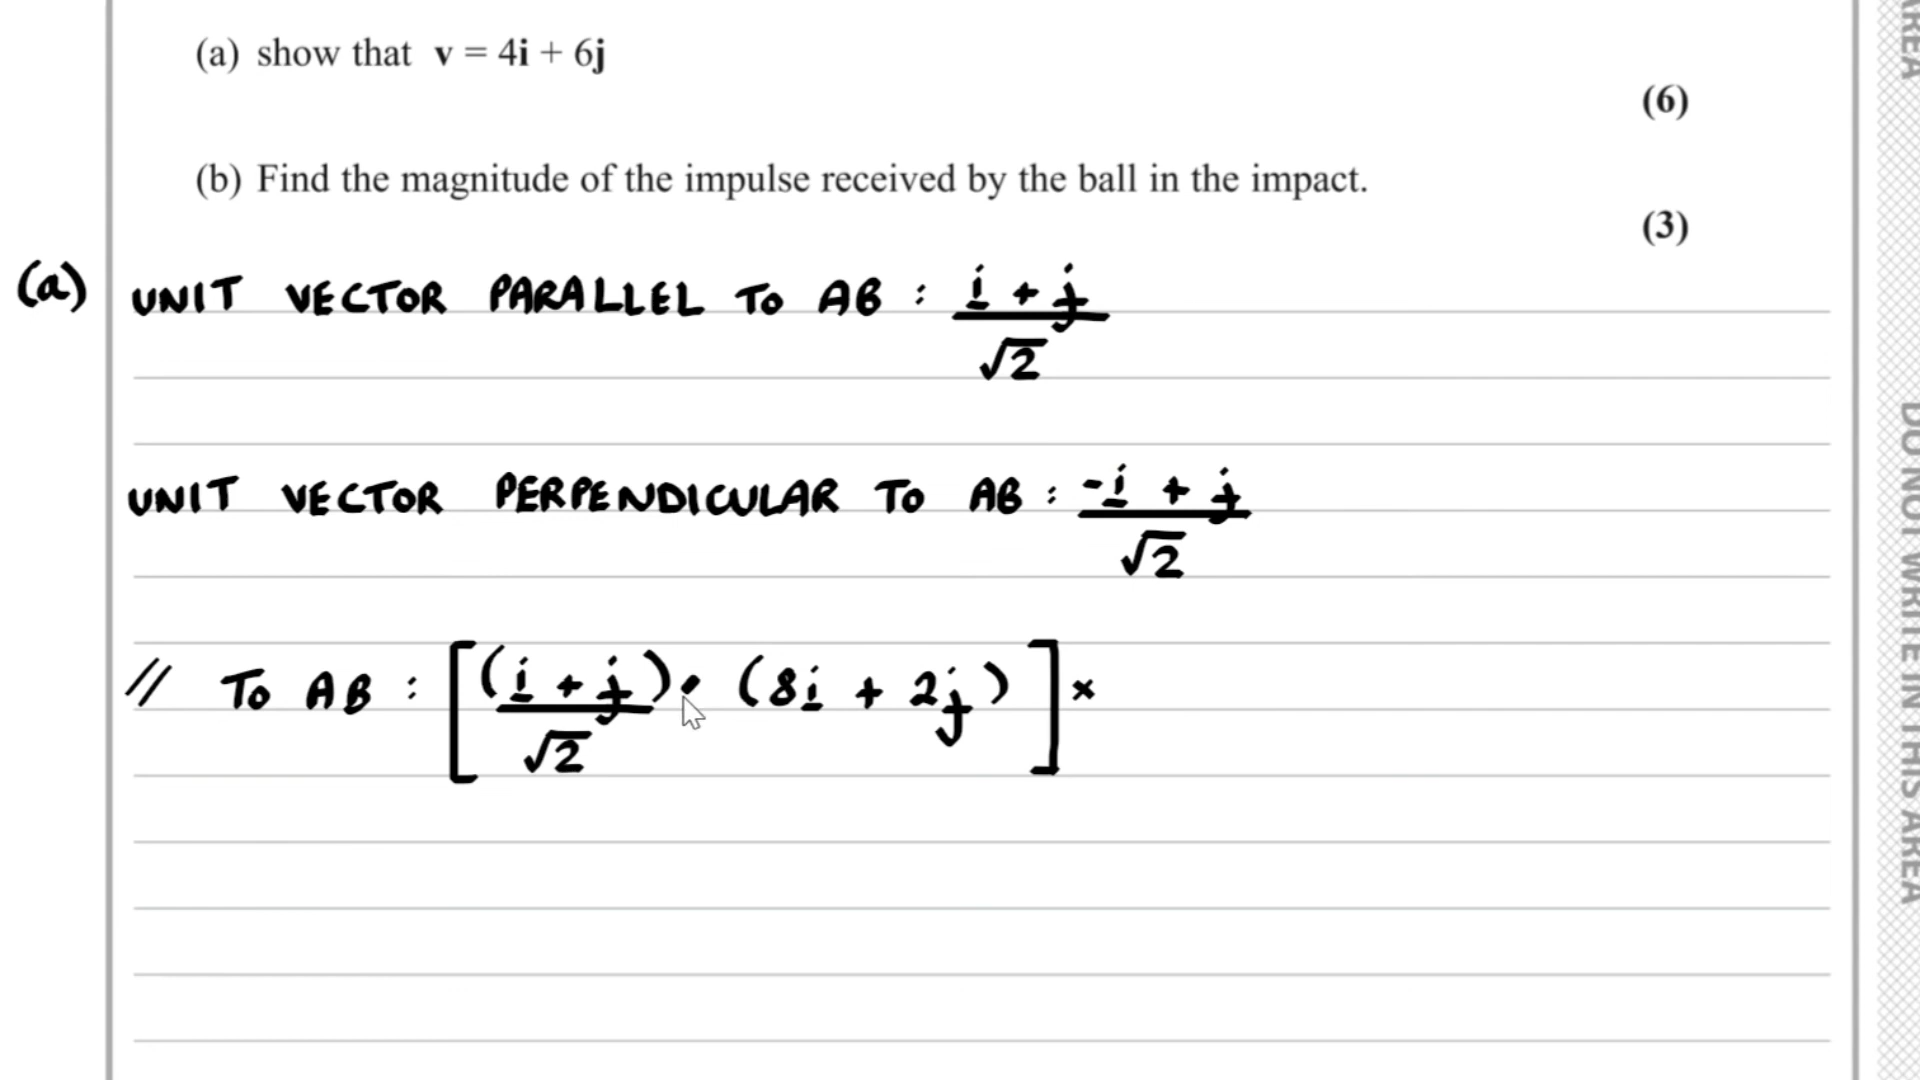 (a) show that v = 4i + 6j
(6)
(b) Find the magnitude of the impulse received by the ball in the impact.
(3)
(a) UNIT VECTOR PARALLEL TO AB : i + j / √2
UNIT VECTOR PERPENDICULAR TO AB : -i + j / √2
// TO AB : [(i + j) / √2 • (8i + 2j)] ×
AREA
DO NOT WRITE IN THIS AREA